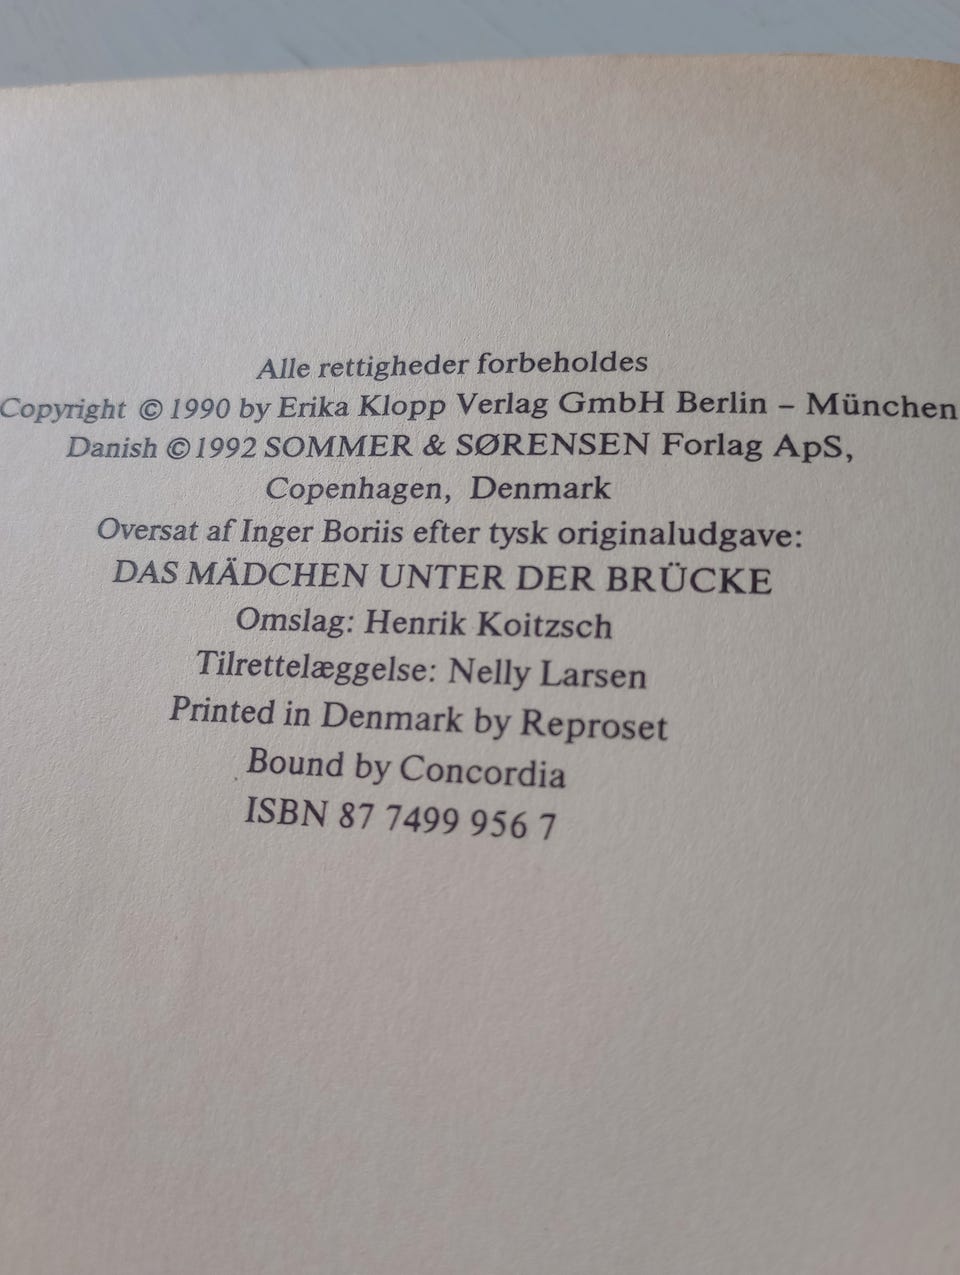 Alle rettigheder forbeholdes
Copyright © 1990 by Erika Klopp Verlag GmbH Berlin – München
Danish © 1992 SOMMER & SØRENSEN Forlag ApS,
Copenhagen, Denmark
Oversat af Inger Boriis efter tysk originaludgave:
DAS MÄDCHEN UNTER DER BRÜCKE
Omslag: Henrik Koitzsch
Tilrettelæggelse: Nelly Larsen
Printed in Denmark by Reproset
Bound by Concordia
ISBN 87 7499 956 7